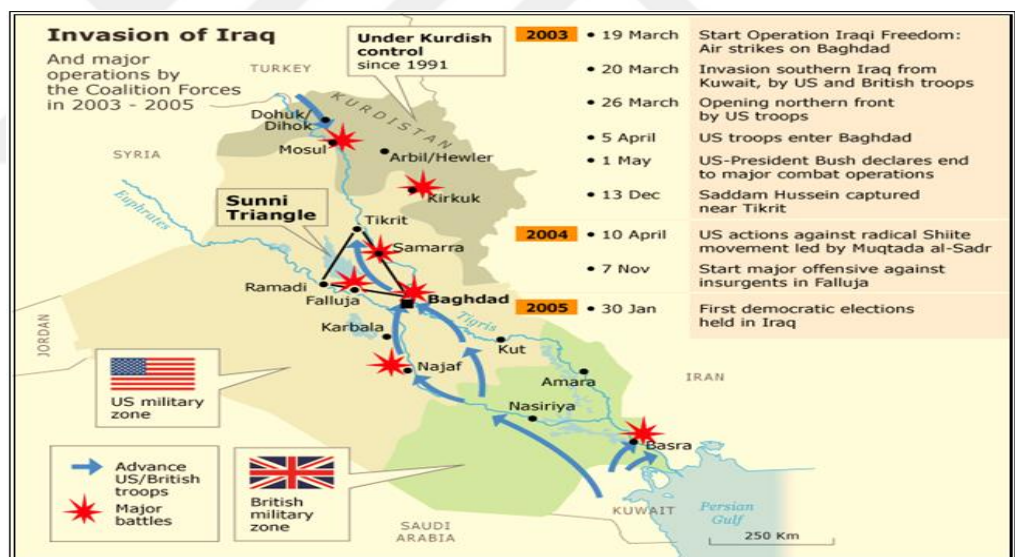 Invasion of Iraq
And major
operations by
the Coalition Forces
in 2003 - 2005
Under Kurdish
control
since 1991
TURKEY
SYRIA
JORDAN
IRAN
KUWAIT
SAUDI
ARABIA
KURDISTAN
Dohuk/
Dihok
Mosul
Arbil/Hewler
Kirkuk
Sunni
Triangle
Euphrutes
Tikrit
Samarra
Ramadi
Falluja
Baghdad
Tigris
Karbala
Kut
Najaf
Amara
Nasiriya
Basra
Persian
Gulf
250 Km
US military
zone
British
military
zone
Advance
US/British
troops
Major
battles
2003 • 19 March Start Operation Iraqi Freedom:
Air strikes on Baghdad
• 20 March Invasion southern Iraq from
Kuwait, by US and British troops
• 26 March Opening northern front
by US troops
• 5 April US troops enter Baghdad
• 1 May US-President Bush declares end
to major combat operations
• 13 Dec Saddam Hussein captured
near Tikrit
2004 • 10 April US actions against radical Shiite
movement led by Muqtada al-Sadr
• 7 Nov Start major offensive against
insurgents in Falluja
2005 • 30 Jan First democratic elections
held in Iraq